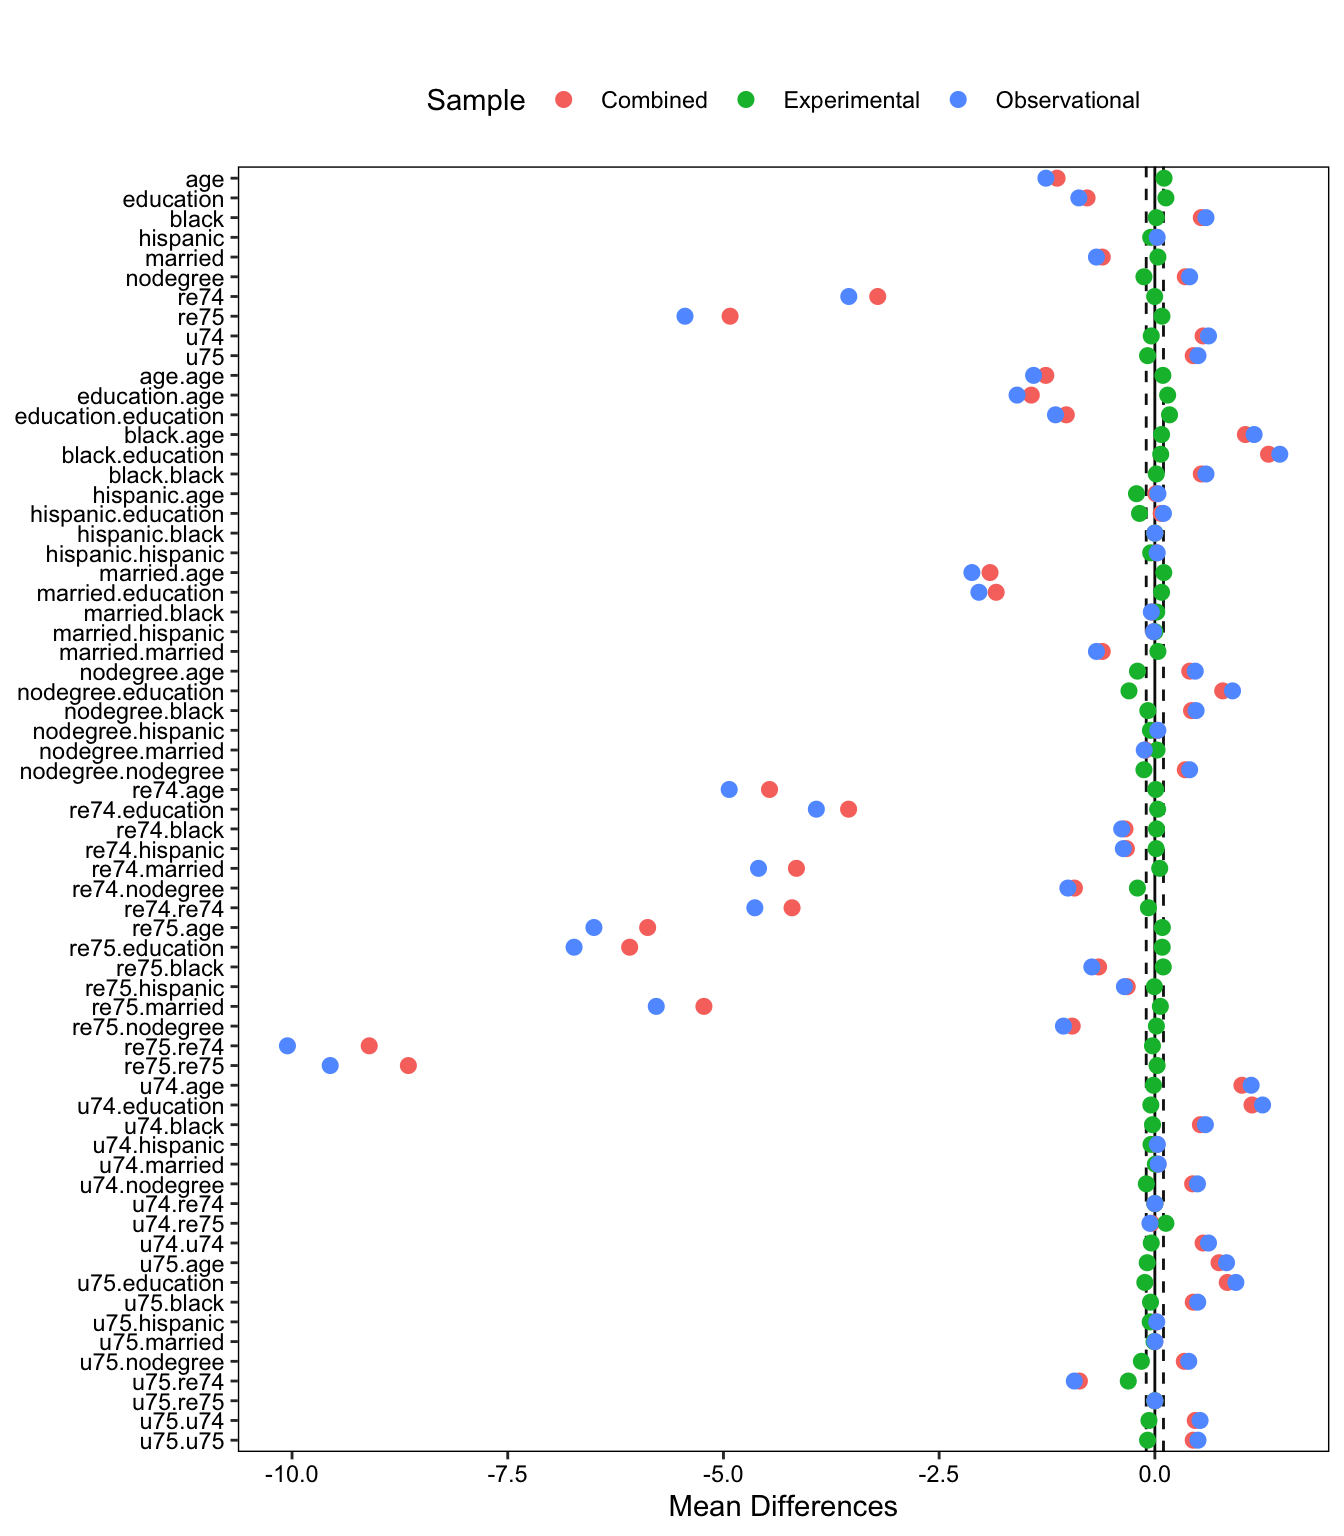 Sample Combined Experimental Observational
age
education
black
hispanic
married
nodegree
re74
re75
u74
u75
age.age
education.age
education.education
black.age
black.education
black.black
hispanic.age
hispanic.education
hispanic.black
hispanic.hispanic
married.age
married.education
married.black
married.hispanic
married.married
nodegree.age
nodegree.education
nodegree.black
nodegree.hispanic
nodegree.married
nodegree.nodegree
re74.age
re74.education
re74.black
re74.hispanic
re74.married
re74.nodegree
re74.re74
re75.age
re75.education
re75.black
re75.hispanic
re75.married
re75.nodegree
re75.re74
re75.re75
u74.age
u74.education
u74.black
u74.hispanic
u74.married
u74.nodegree
u74.re74
u74.re75
u74.u74
u75.age
u75.education
u75.black
u75.hispanic
u75.married
u75.nodegree
u75.re74
u75.re75
u75.u74
u75.u75
-10.0 -7.5 -5.0 -2.5 0.0
Mean Differences